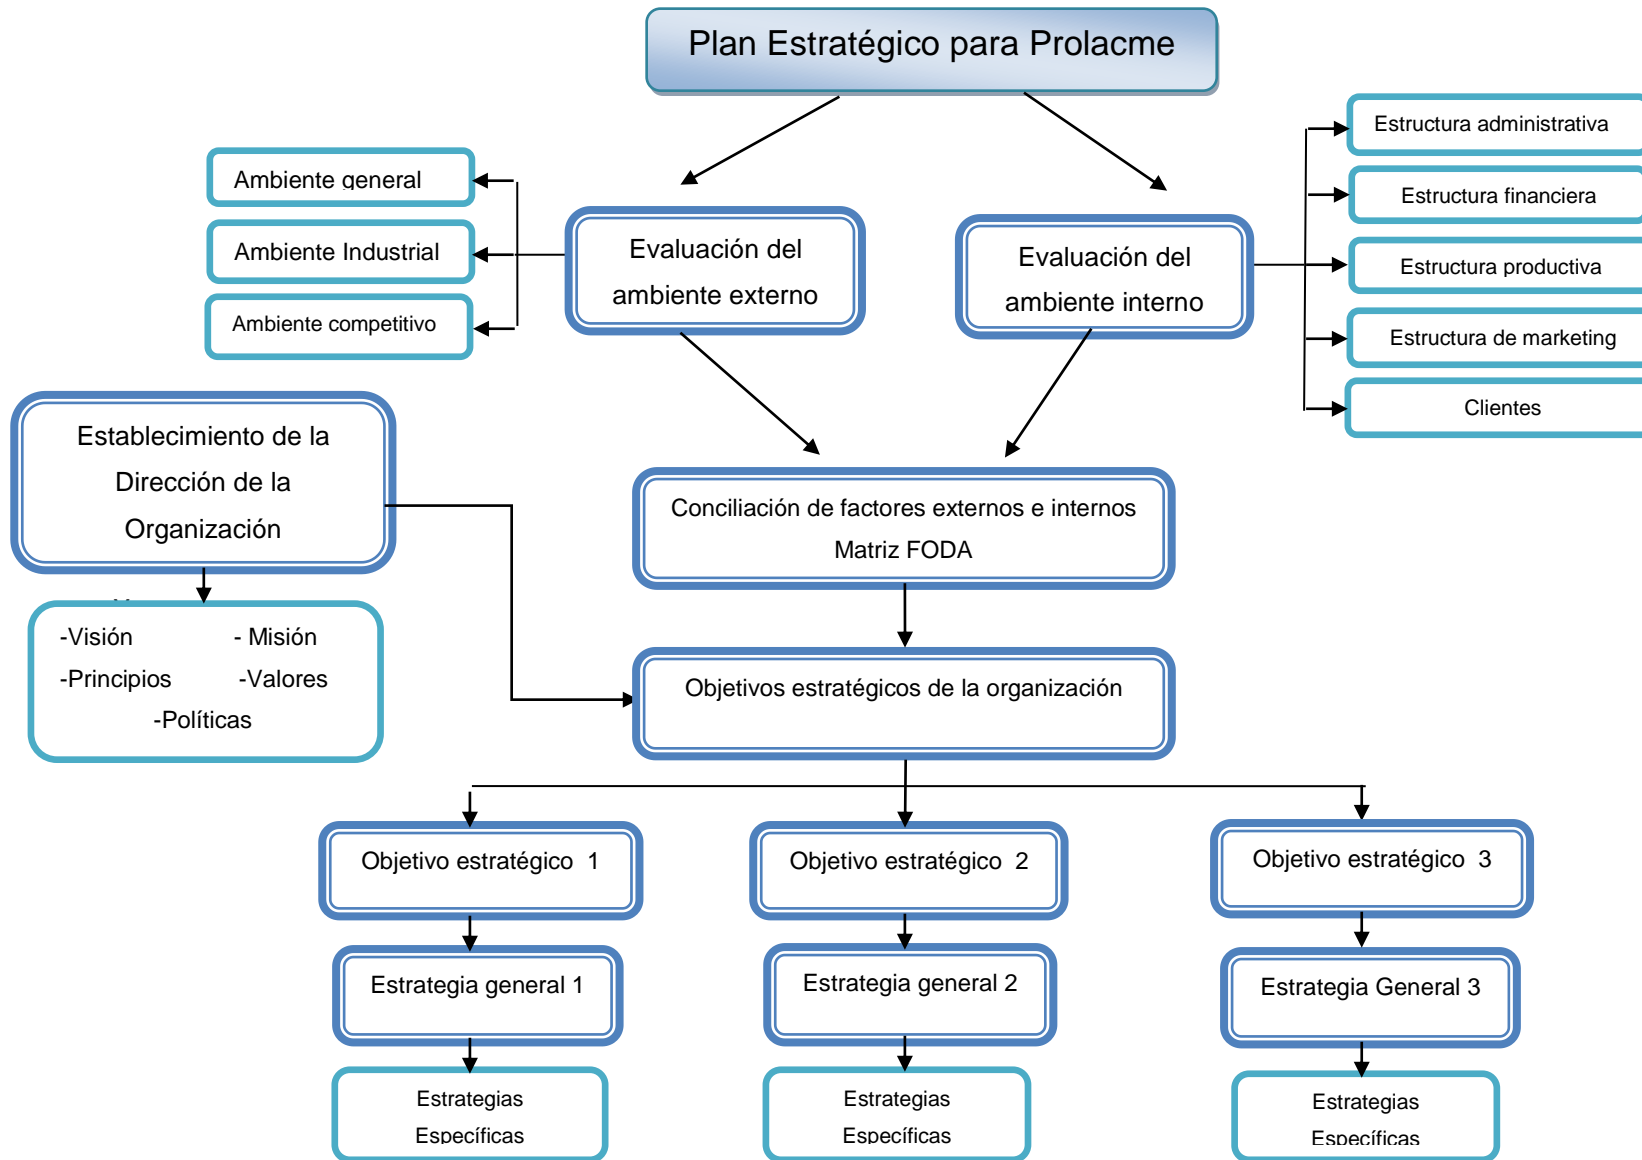 Plan Estratégico para Prolacme
Ambiente general
Ambiente Industrial
Ambiente competitivo
Evaluación del
ambiente externo
Evaluación del
ambiente interno
Estructura administrativa
Estructura financiera
Estructura productiva
Estructura de marketing
Clientes
Establecimiento de la
Dirección de la
Organización
-Visión - Misión
-Principios -Valores
-Políticas
Conciliación de factores externos e internos
Matriz FODA
Objetivos estratégicos de la organización
Objetivo estratégico 1
Objetivo estratégico 2
Objetivo estratégico 3
Estrategia general 1
Estrategia general 2
Estrategia General 3
Estrategias
Específicas
Estrategias
Específicas
Estrategias
Específicas